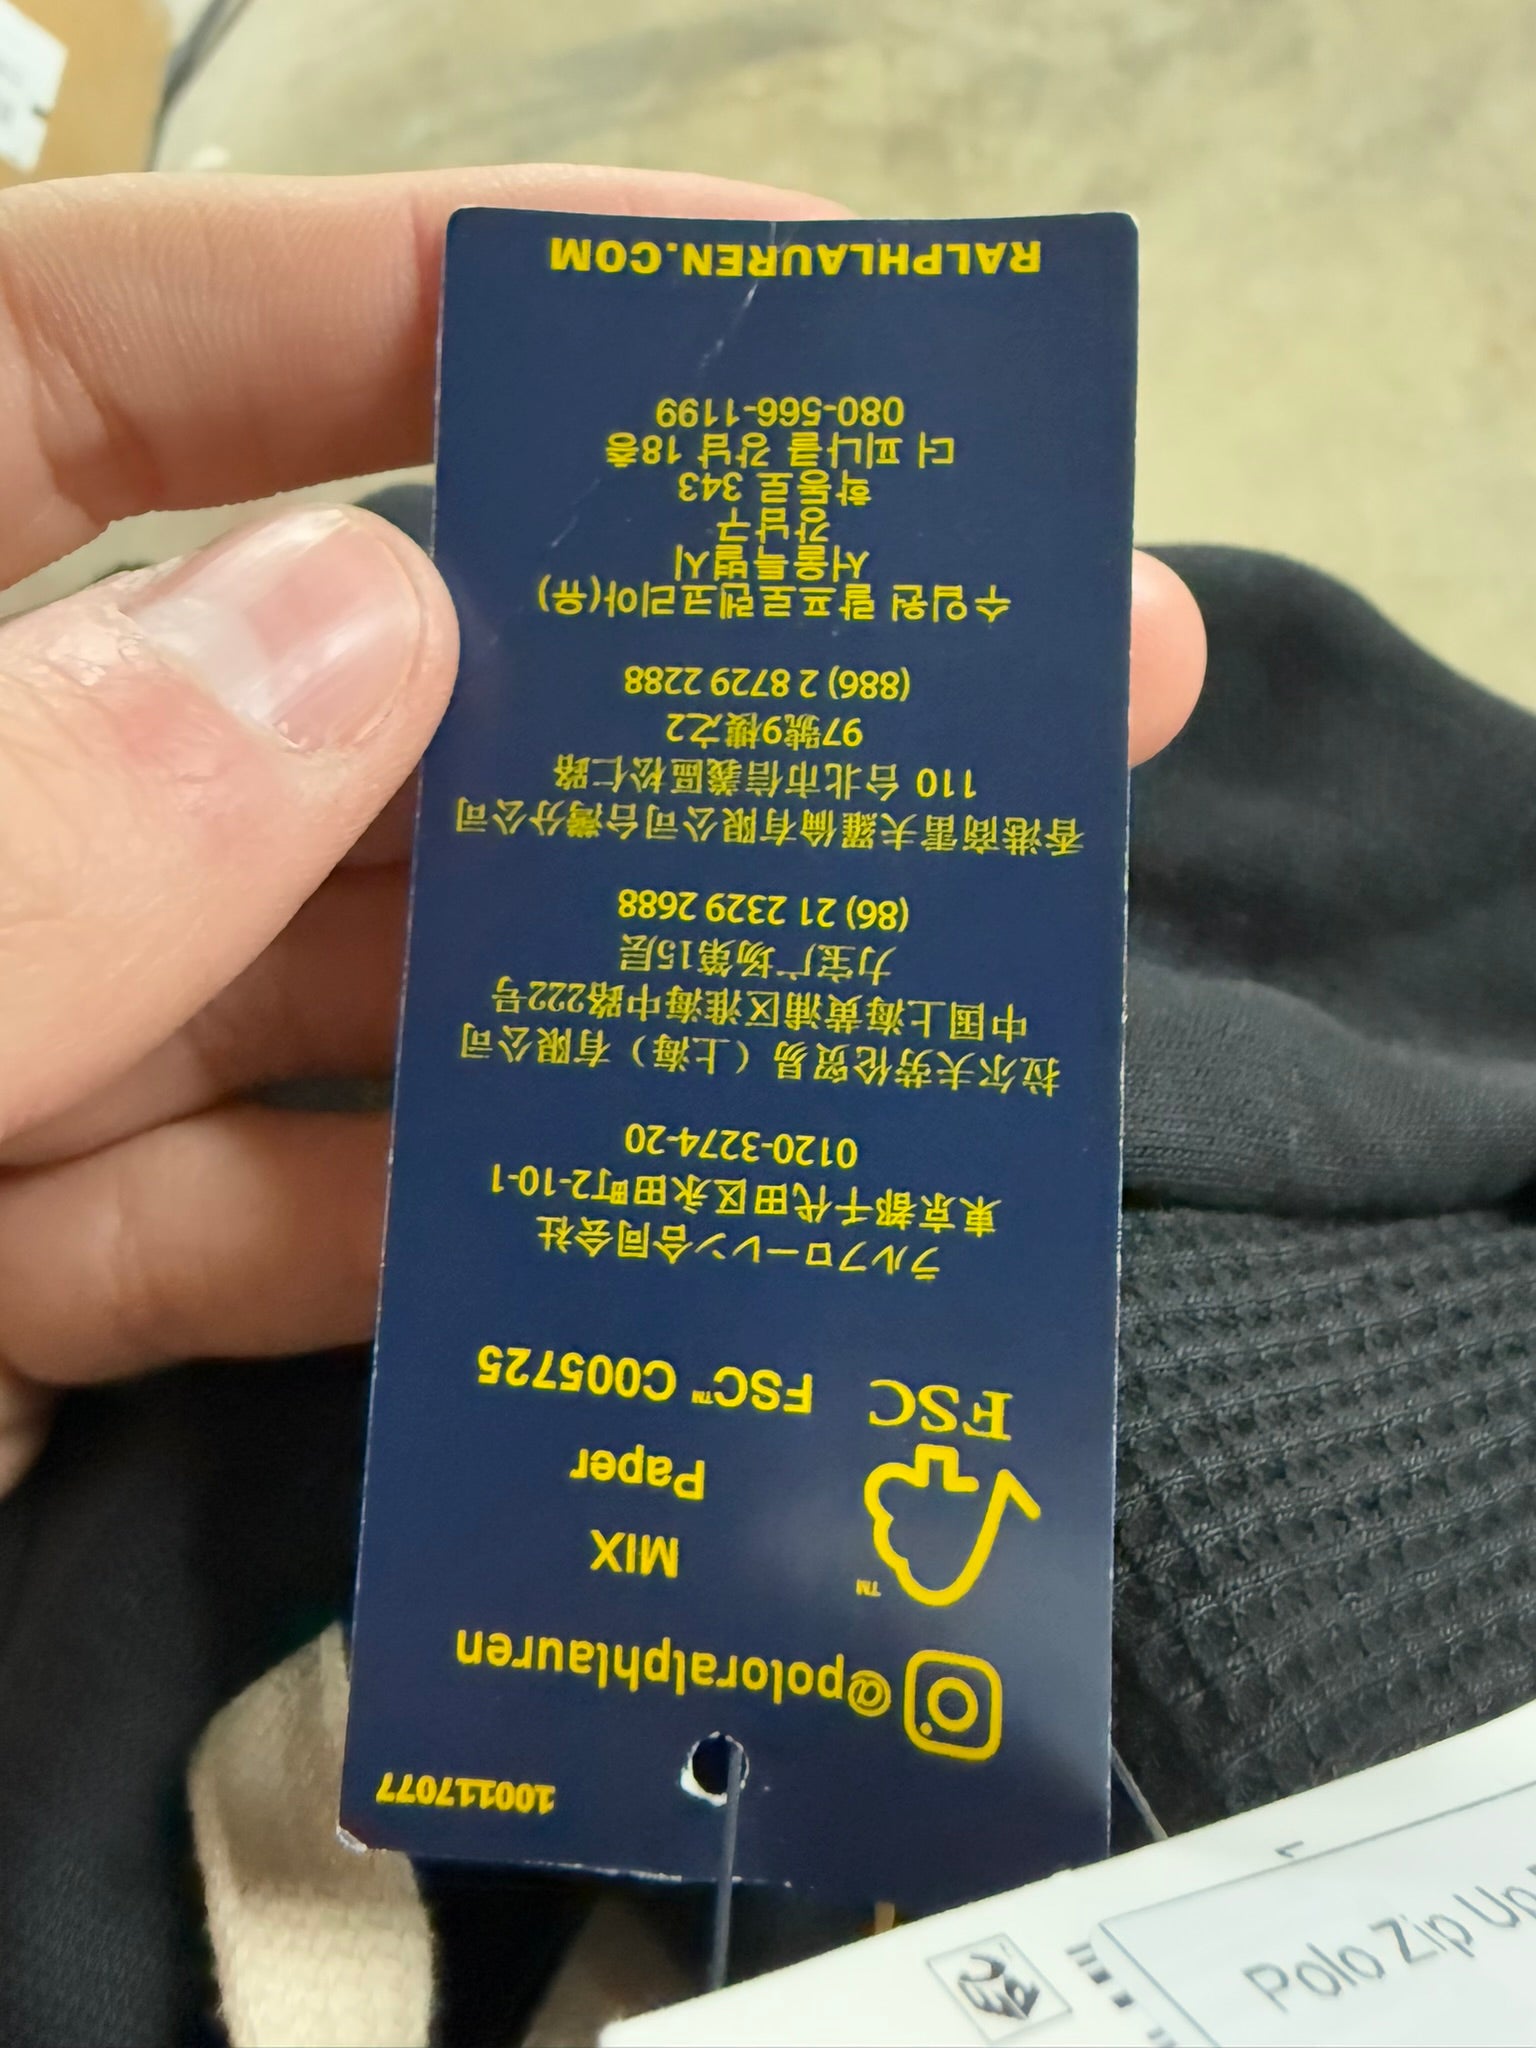 100117077
@poloralphlauren
MIX
Paper
FSC™ C005725
FSC
TM
ラルフローレン合同会社
東京都千代田区永田町2-10-1
0120-3274-20
拉尔夫劳伦贸易（上海）有限公司
中国上海黄浦区淮海中路222号
力宝广场第15层
(86) 21 2329 2688
香港商雷夫羅倫有限公司台灣分公司
110 台北市信義區松仁路
97號9樓之2
(886) 2 8729 2288
수입원 랄프로렌코리아(유)
서울특별시
강남구
학동로 343
더 피나클 강남 18층
080-566-1199
RALPHLAUREN.COM
Polo Zip Up